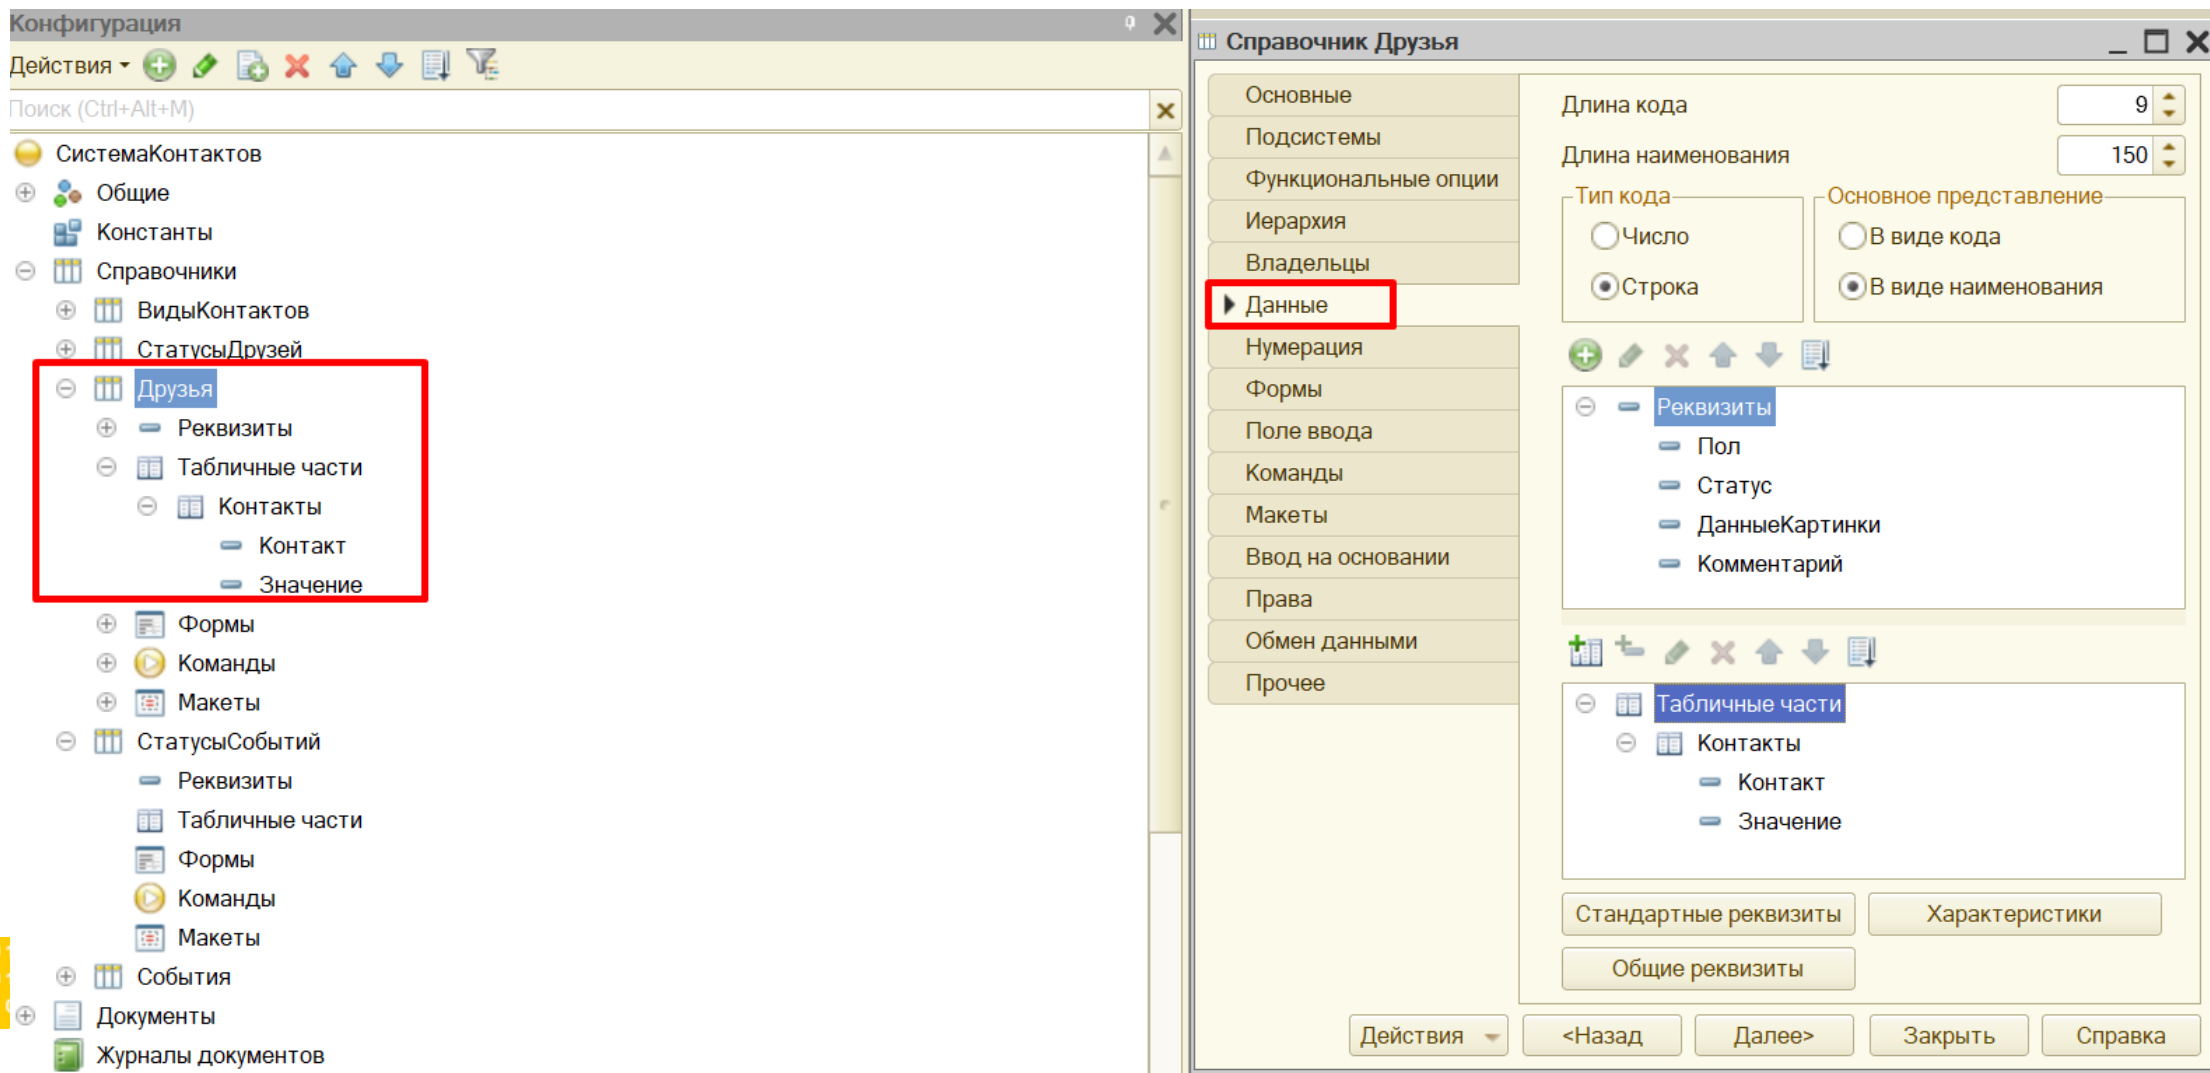 Конфигурация
Действия
Поиск (Ctrl+Alt+M)
СистемаКонтактов
Общие
Константы
Справочники
ВидыКонтактов
СтатусыДрузей
Друзья
Реквизиты
Табличные части
Контакты
Контакт
Значение
Формы
Команды
Макеты
СтатусыСобытий
Реквизиты
Табличные части
Формы
Команды
Макеты
События
Документы
Журналы документов
Справочник Друзья
Основные
Подсистемы
Функциональные опции
Иерархия
Владельцы
Данные
Нумерация
Формы
Поле ввода
Команды
Макеты
Ввод на основании
Права
Обмен данными
Прочее
Длина кода 9
Длина наименования 150
Тип кода Основное представление
Число В виде кода
Строка В виде наименования
Реквизиты
Пол
Статус
ДанныеКартинки
Комментарий
Табличные части
Контакты
Контакт
Значение
Стандартные реквизиты Характеристики
Общие реквизиты
Действия <Назад Далее> Закрыть Справка